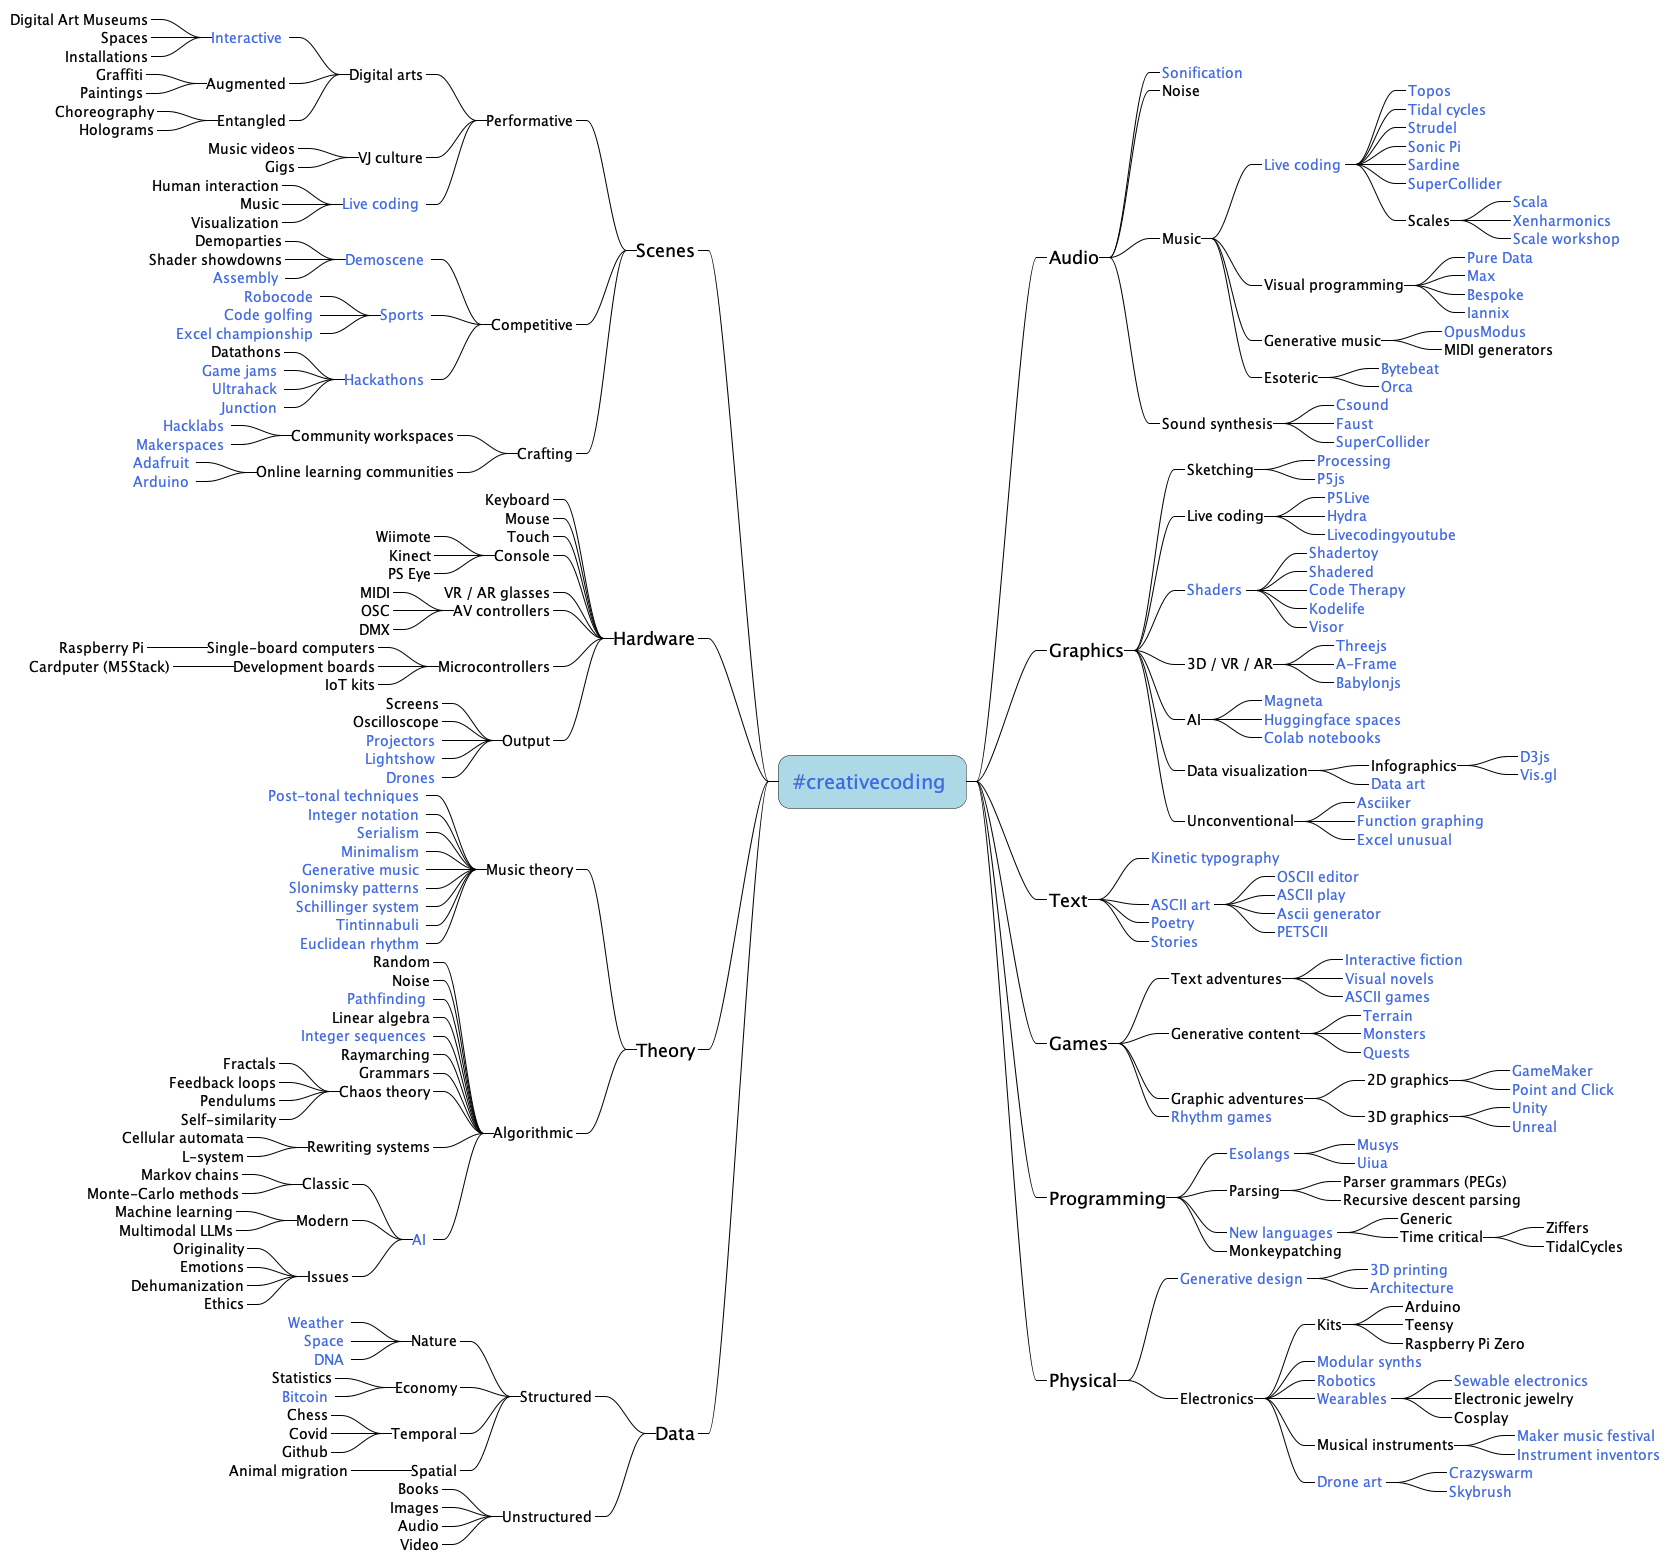 #creativecoding
Scenes
Performative
Digital arts
Interactive
Digital Art Museums
Spaces
Installations
Augmented
Graffiti
Paintings
Entangled
Choreography
Holograms
VJ culture
Music videos
Gigs
Live coding
Human interaction
Music
Visualization
Competitive
Demoscene
Demoparties
Shader showdowns
Assembly
Sports
Robocode
Code golfing
Excel championship
Hackathons
Datathons
Game jams
Ultrahack
Junction
Crafting
Community workspaces
Hacklabs
Makerspaces
Online learning communities
Adafruit
Arduino
Hardware
Keyboard
Mouse
Touch
Console
Wiimote
Kinect
PS Eye
VR / AR glasses
AV controllers
MIDI
OSC
DMX
Microcontrollers
Single-board computers
Raspberry Pi
Development boards
Cardputer (M5Stack)
IoT kits
Output
Screens
Oscilloscope
Projectors
Lightshow
Drones
Theory
Music theory
Post-tonal techniques
Integer notation
Serialism
Minimalism
Generative music
Slonimsky patterns
Schillinger system
Tintinnabuli
Euclidean rhythm
Algorithmic
Random
Noise
Pathfinding
Linear algebra
Integer sequences
Raymarching
Grammars
Chaos theory
Fractals
Feedback loops
Pendulums
Self-similarity
Rewriting systems
Cellular automata
L-system
AI
Classic
Markov chains
Monte-Carlo methods
Modern
Machine learning
Multimodal LLMs
Issues
Originality
Emotions
Dehumanization
Ethics
Data
Structured
Nature
Weather
Space
DNA
Economy
Statistics
Bitcoin
Temporal
Chess
Covid
Github
Spatial
Animal migration
Unstructured
Books
Images
Audio
Video
Audio
Sonification
Noise
Music
Live coding
Topos
Tidal cycles
Strudel
Sonic Pi
Sardine
SuperCollider
Scales
Scala
Xenharmonics
Scale workshop
Visual programming
Pure Data
Max
Bespoke
Iannix
Generative music
OpusModus
MIDI generators
Esoteric
Bytebeat
Orca
Sound synthesis
Csound
Faust
SuperCollider
Graphics
Sketching
Processing
P5js
Live coding
P5Live
Hydra
Livecodingyoutube
Shaders
Shadertoy
Shadered
Code Therapy
Kodelife
Visor
3D / VR / AR
Threejs
A-Frame
Babylonjs
AI
Magneta
Huggingface spaces
Colab notebooks
Data visualization
Infographics
D3js
Vis.gl
Data art
Unconventional
Asciiker
Function graphing
Excel unusual
Text
Kinetic typography
ASCII art
OSCII editor
ASCII play
Ascii generator
PETSCII
Poetry
Stories
Games
Text adventures
Interactive fiction
Visual novels
ASCII games
Generative content
Terrain
Monsters
Quests
Graphic adventures
2D graphics
GameMaker
Point and Click
3D graphics
Unity
Unreal
Rhythm games
Programming
Esolangs
Musys
Uiua
Parsing
Parser grammars (PEGs)
Recursive descent parsing
New languages
Generic
Time critical
Ziffers
TidalCycles
Monkeypatching
Physical
Generative design
3D printing
Architecture
Electronics
Kits
Arduino
Teensy
Raspberry Pi Zero
Modular synths
Robotics
Wearables
Sewable electronics
Electronic jewelry
Cosplay
Musical instruments
Maker music festival
Instrument inventors
Drone art
Crazyswarm
Skybrush